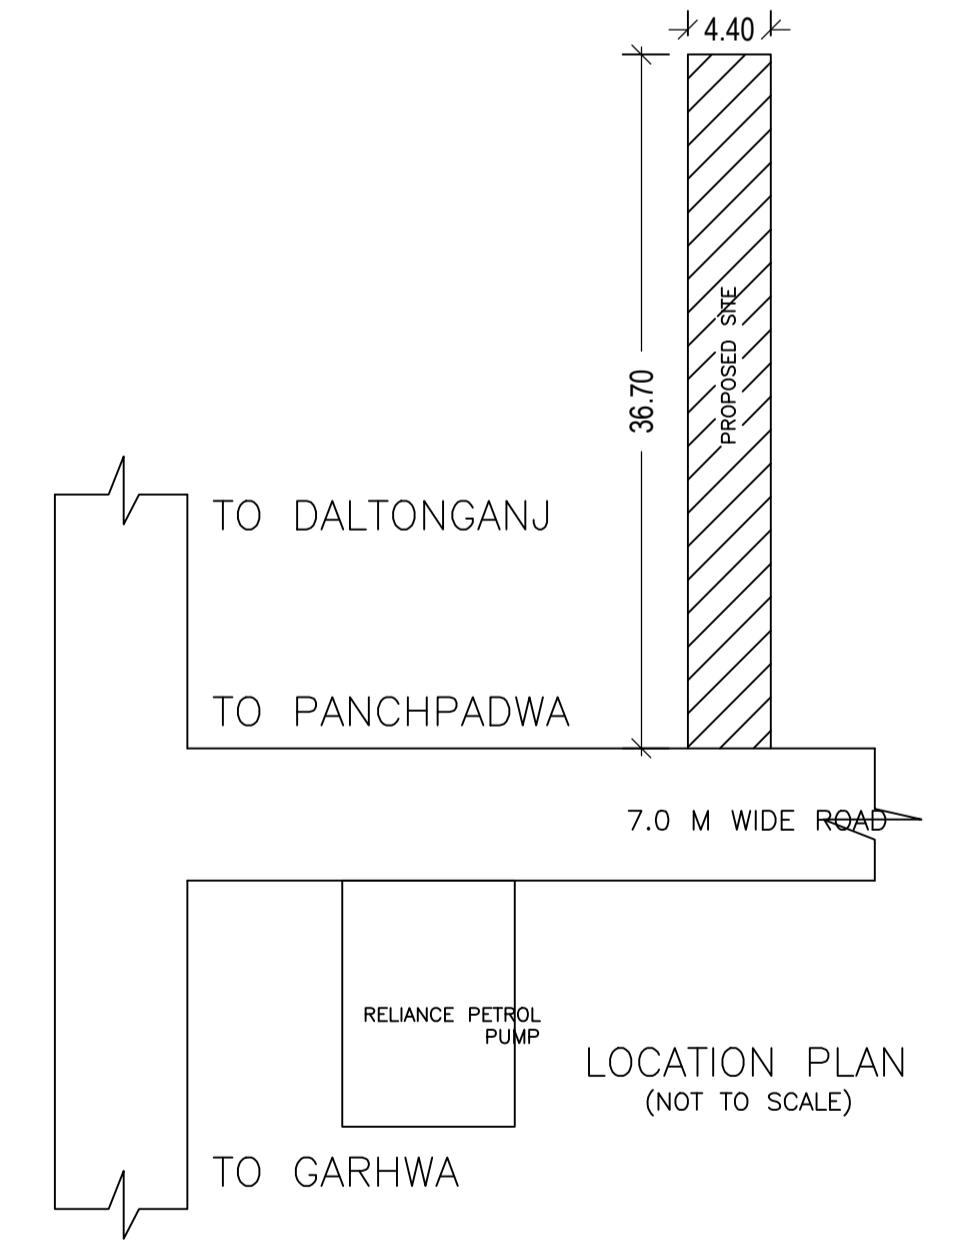 4.40
36.70
PROPOSED SITE
TO DALTONGANJ
TO PANCHPADWA
7.0 M WIDE ROAD
RELIANCE PETROL
PUMP
LOCATION PLAN
(NOT TO SCALE)
TO GARHWA